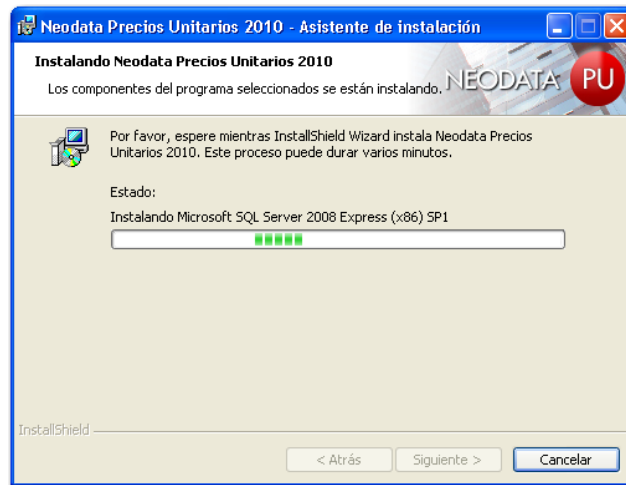 Neodata Precios Unitarios 2010 - Asistente de instalación
Instalando Neodata Precios Unitarios 2010
Los componentes del programa seleccionados se están instalando.
NEODATA PU
Por favor, espere mientras InstallShield Wizard instala Neodata Precios
Unitarios 2010. Este proceso puede durar varios minutos.
Estado:
Instalando Microsoft SQL Server 2008 Express (x86) SP1
InstallShield
< Atrás
Siguiente >
Cancelar